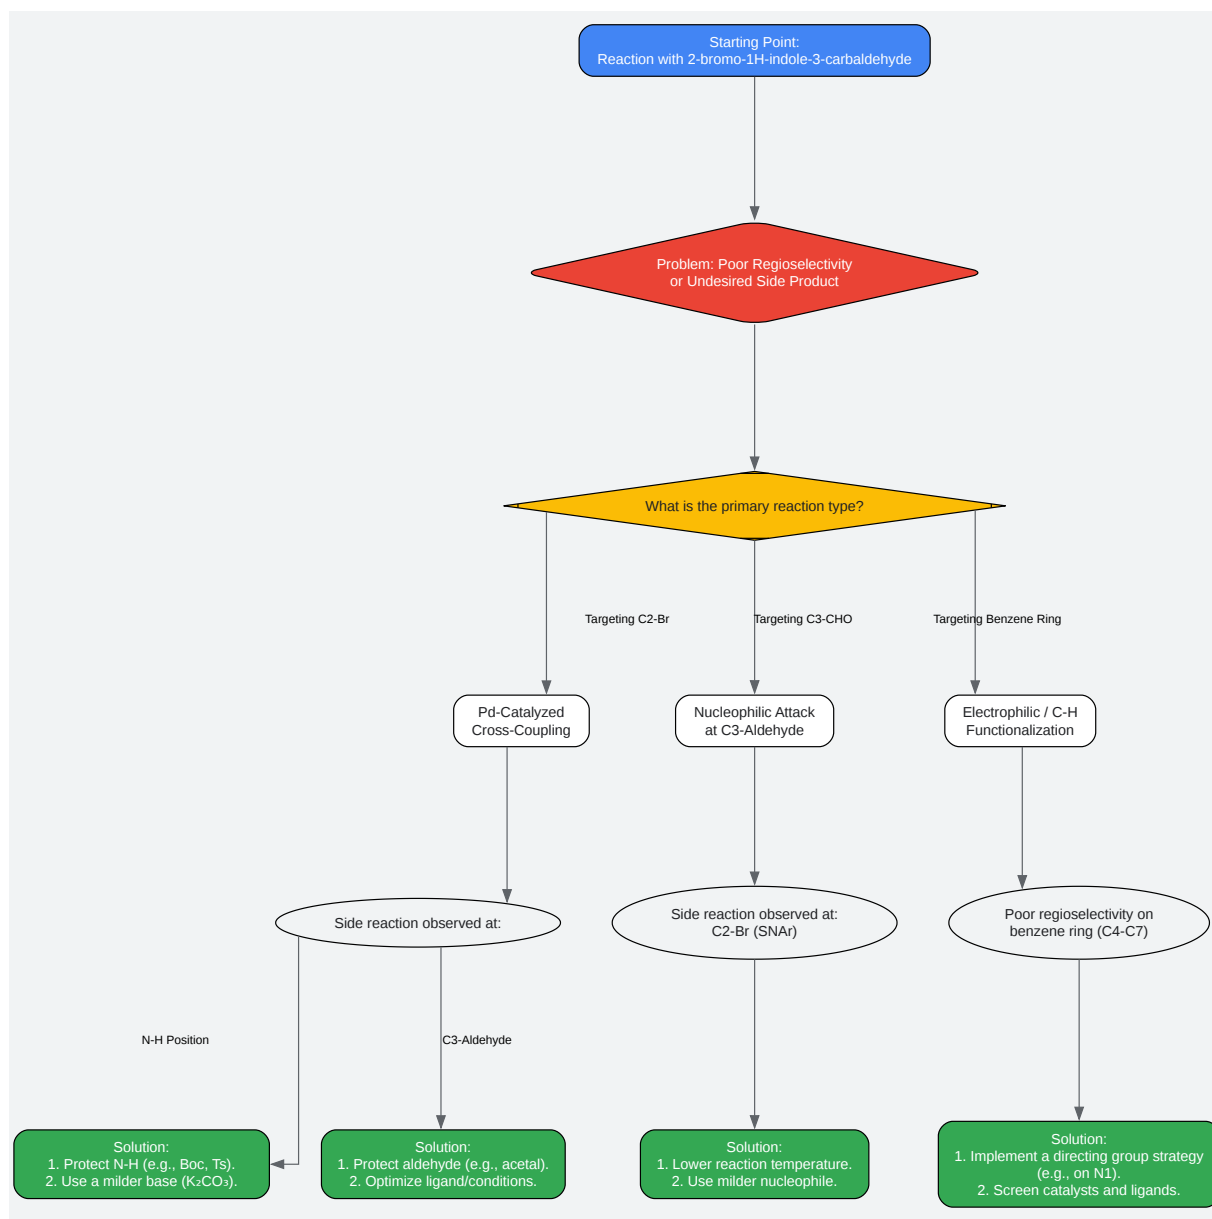 Starting Point:
Reaction with 2-bromo-1H-indole-3-carbaldehyde
Problem: Poor Regioselectivity
or Undesired Side Product
What is the primary reaction type?
Targeting C2-Br
Targeting C3-CHO
Targeting Benzene Ring
Pd-Catalyzed
Cross-Coupling
Nucleophilic Attack
at C3-Aldehyde
Electrophilic / C-H
Functionalization
Side reaction observed at:
Side reaction observed at:
C2-Br (SNAr)
Poor regioselectivity on
benzene ring (C4-C7)
N-H Position
C3-Aldehyde
Solution:
1. Protect N-H (e.g., Boc, Ts).
2. Use a milder base (K₂CO₃).
Solution:
1. Protect aldehyde (e.g., acetal).
2. Optimize ligand/conditions.
Solution:
1. Lower reaction temperature.
2. Use milder nucleophile.
Solution:
1. Implement a directing group strategy
(e.g., on N1).
2. Screen catalysts and ligands.